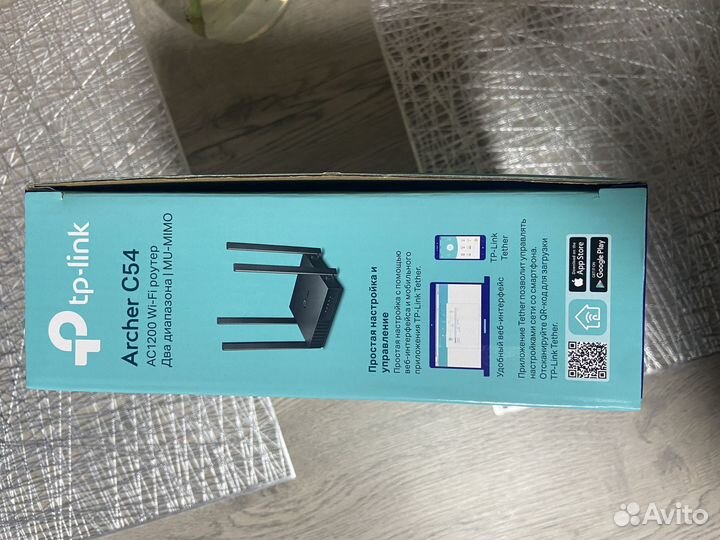 tp-link
Archer C54
AC1200 Wi-Fi роутер
Два диапазона | MU-MIMO
Простая настройка и
управление
Простая настройка с помощью
веб-интерфейса и мобильного
приложения TP-Link Tether.
TP-Link
Tether
Удобный веб-интерфейс
Приложение Tether позволит управлять
настройками сети со смартфона.
Отсканируйте QR-код для загрузки
TP-Link Tether.
Download on the
App Store
GET IT ON
Google Play
Avito